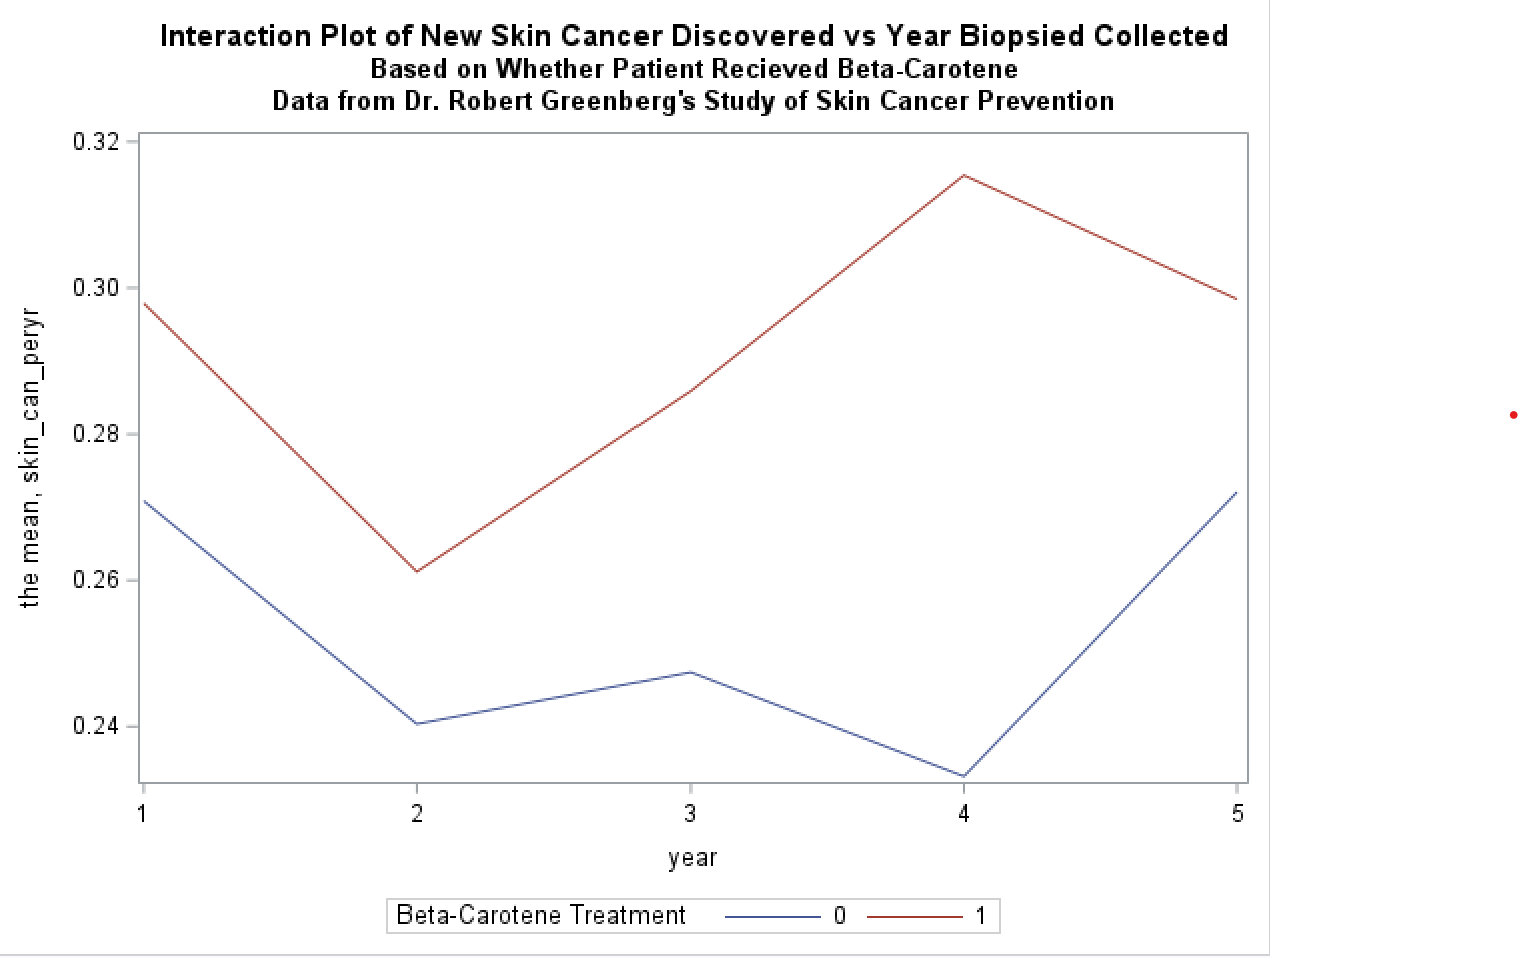 Interaction Plot of New Skin Cancer Discovered vs Year Biopsied Collected
Based on Whether Patient Recieved Beta-Carotene
Data from Dr. Robert Greenberg's Study of Skin Cancer Prevention
0.32
0.30
0.28
0.26
0.24
the mean, skin_can_peryr
1 2 3 4 5
year
Beta-Carotene Treatment 0 1